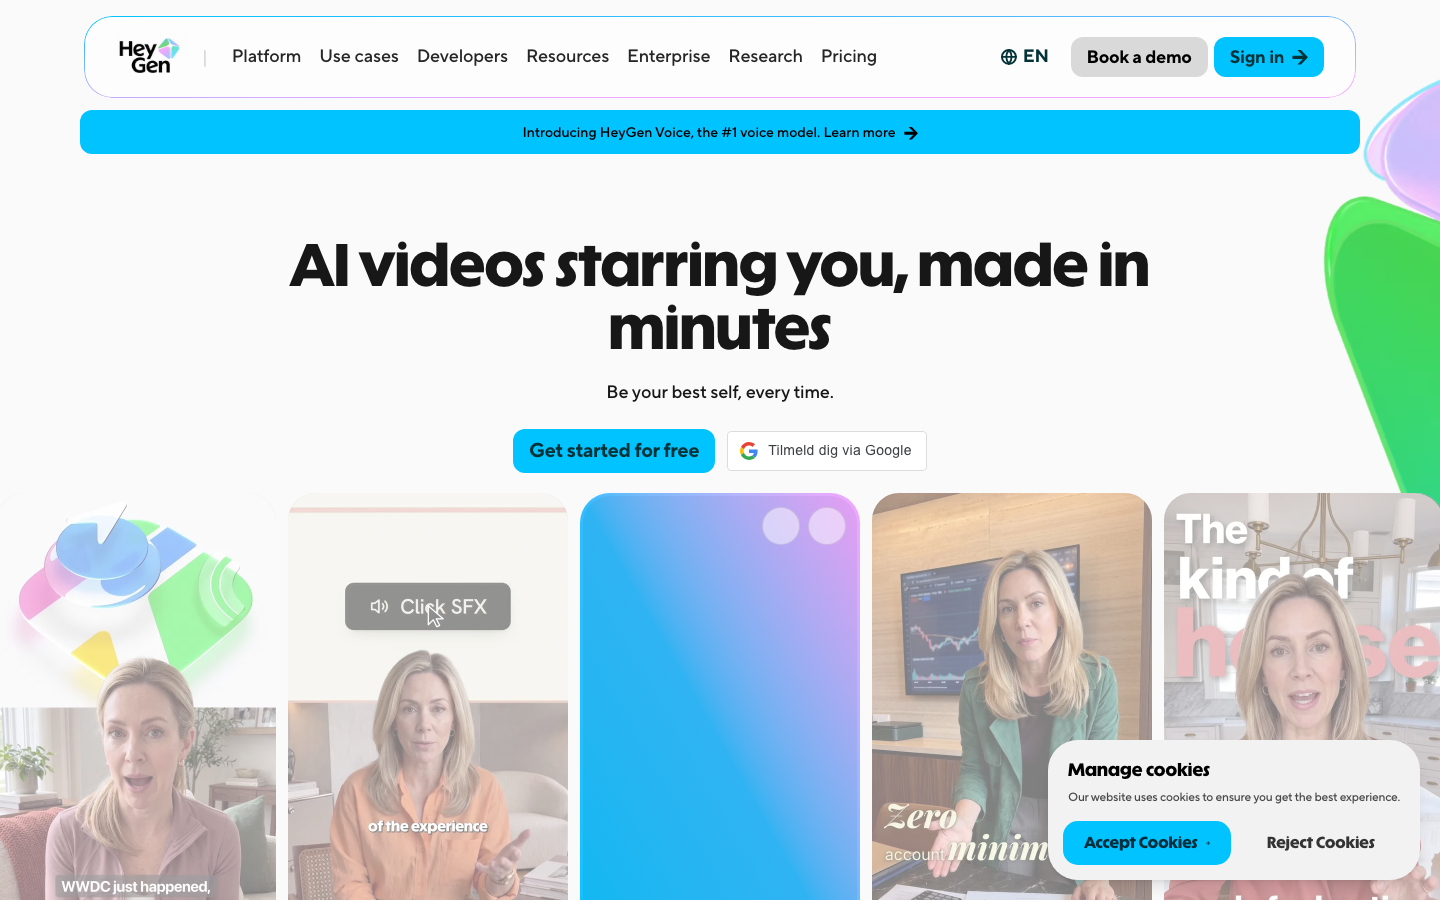 Hey
Gen
Platform
Use cases
Developers
Resources
Enterprise
Research
Pricing
EN
Book a demo
Sign in
Introducing HeyGen Voice, the #1 voice model. Learn more
AI videos starring you, made in
minutes
Be your best self, every time.
Get started for free
Tilmeld dig via Google
Click SFX
The
kind of
house
of the experience
Zero
account minim
WWDC just happened,
Manage cookies
Our website uses cookies to ensure you get the best experience.
Accept Cookies
Reject Cookies